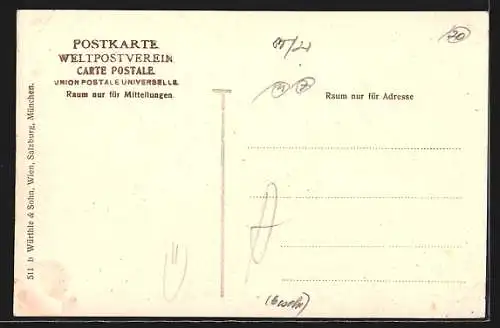 POSTKARTE
WELTPOSTVEREIN
CARTE POSTALE.
UNION POSTALE UNIVERSELLE.
Raum nur für Mitteilungen.
Raum nur für Adresse
20
511 b Würthle & Sohn, Wien, Salzburg, München.